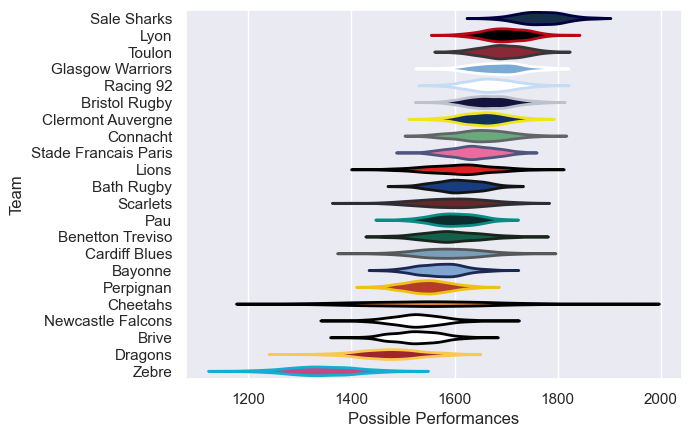 Sale Sharks
Lyon
Toulon
Glasgow Warriors
Racing 92
Bristol Rugby
Clermont Auvergne
Connacht
Stade Francais Paris
Lions
Bath Rugby
Scarlets
Pau
Benetton Treviso
Cardiff Blues
Bayonne
Perpignan
Cheetahs
Newcastle Falcons
Brive
Dragons
Zebre
Team
1200 1400 1600 1800 2000
Possible Performances